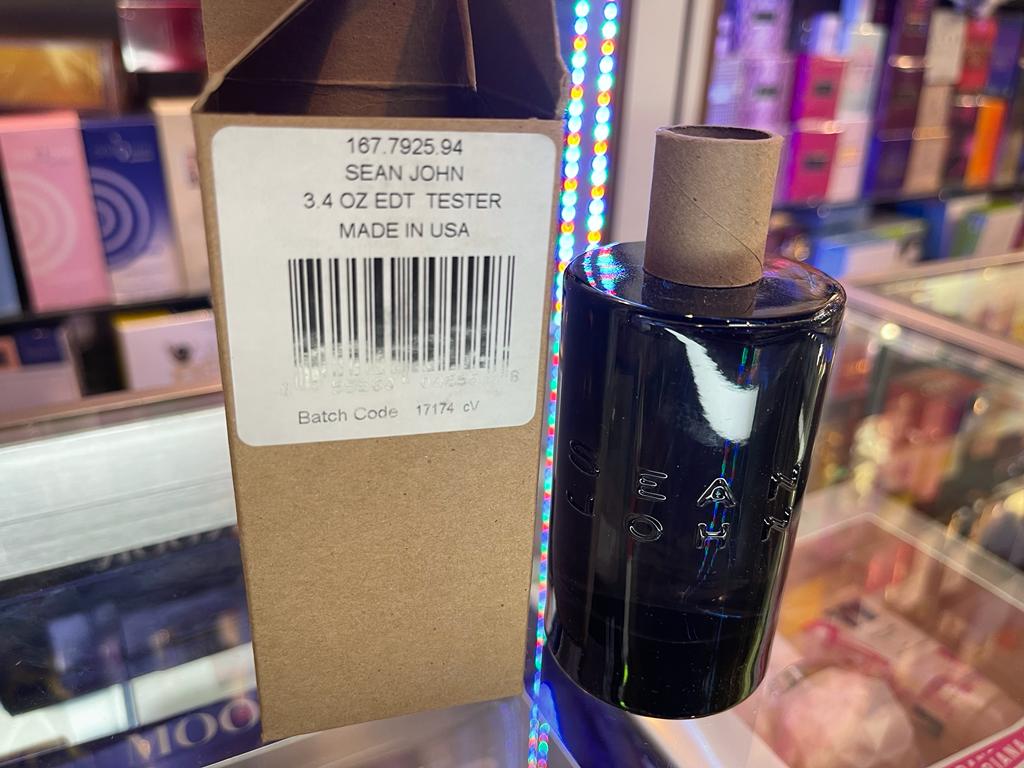 167.7925.94
SEAN JOHN
3.4 OZ EDT TESTER
MADE IN USA
Batch Code 17174 cV
SEAN
JOHN
MOO